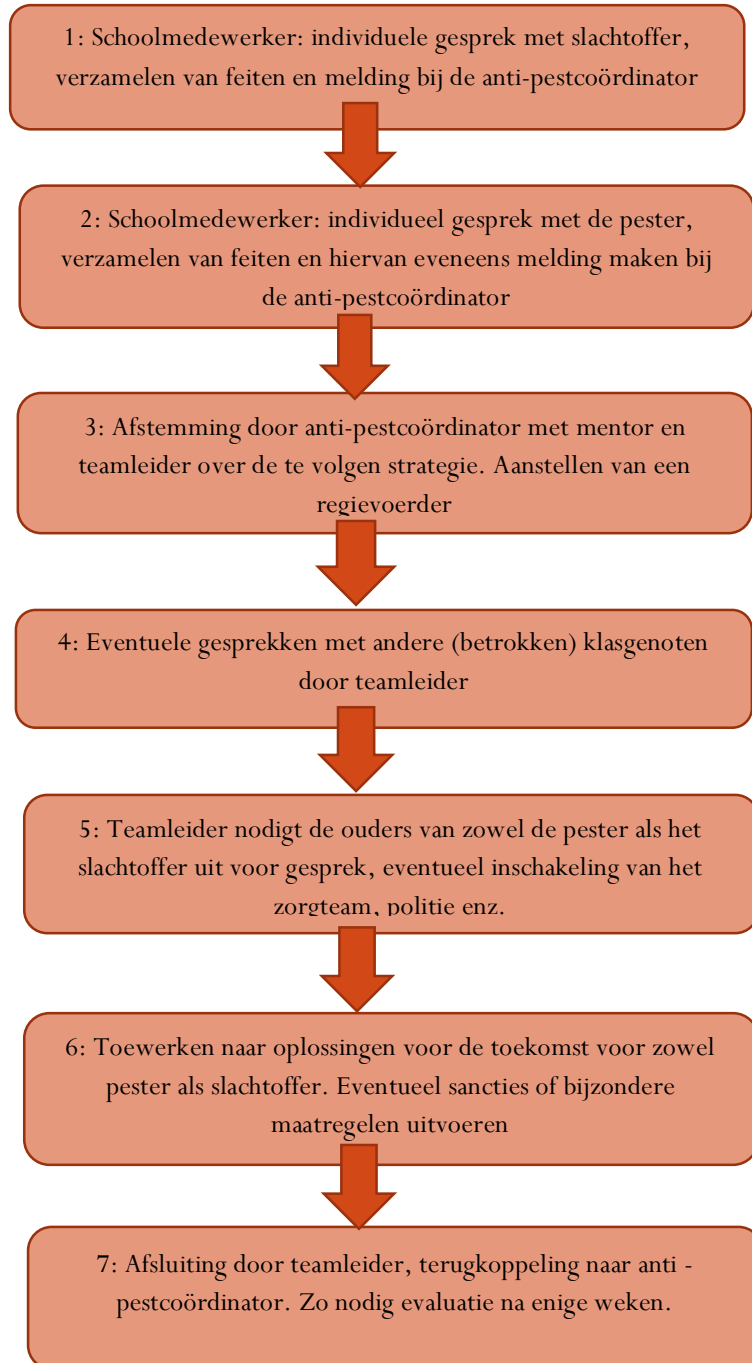 1: Schoolmedewerker: individuele gesprek met slachtoffer,
verzamelen van feiten en melding bij de anti-pestcoördinator
2: Schoolmedewerker: individueel gesprek met de pester,
verzamelen van feiten en hiervan eveneens melding maken bij
de anti-pestcoördinator
3: Afstemming door anti-pestcoördinator met mentor en
teamleider over de te volgen strategie. Aanstellen van een
regievoerder
4: Eventuele gesprekken met andere (betrokken) klasgenoten
door teamleider
5: Teamleider nodigt de ouders van zowel de pester als het
slachtoffer uit voor gesprek, eventueel inschakeling van het
zorgteam, politie enz.
6: Toewerken naar oplossingen voor de toekomst voor zowel
pester als slachtoffer. Eventueel sancties of bijzondere
maatregelen uitvoeren
7: Afsluiting door teamleider, terugkoppeling naar anti -
pestcoördinator. Zo nodig evaluatie na enige weken.